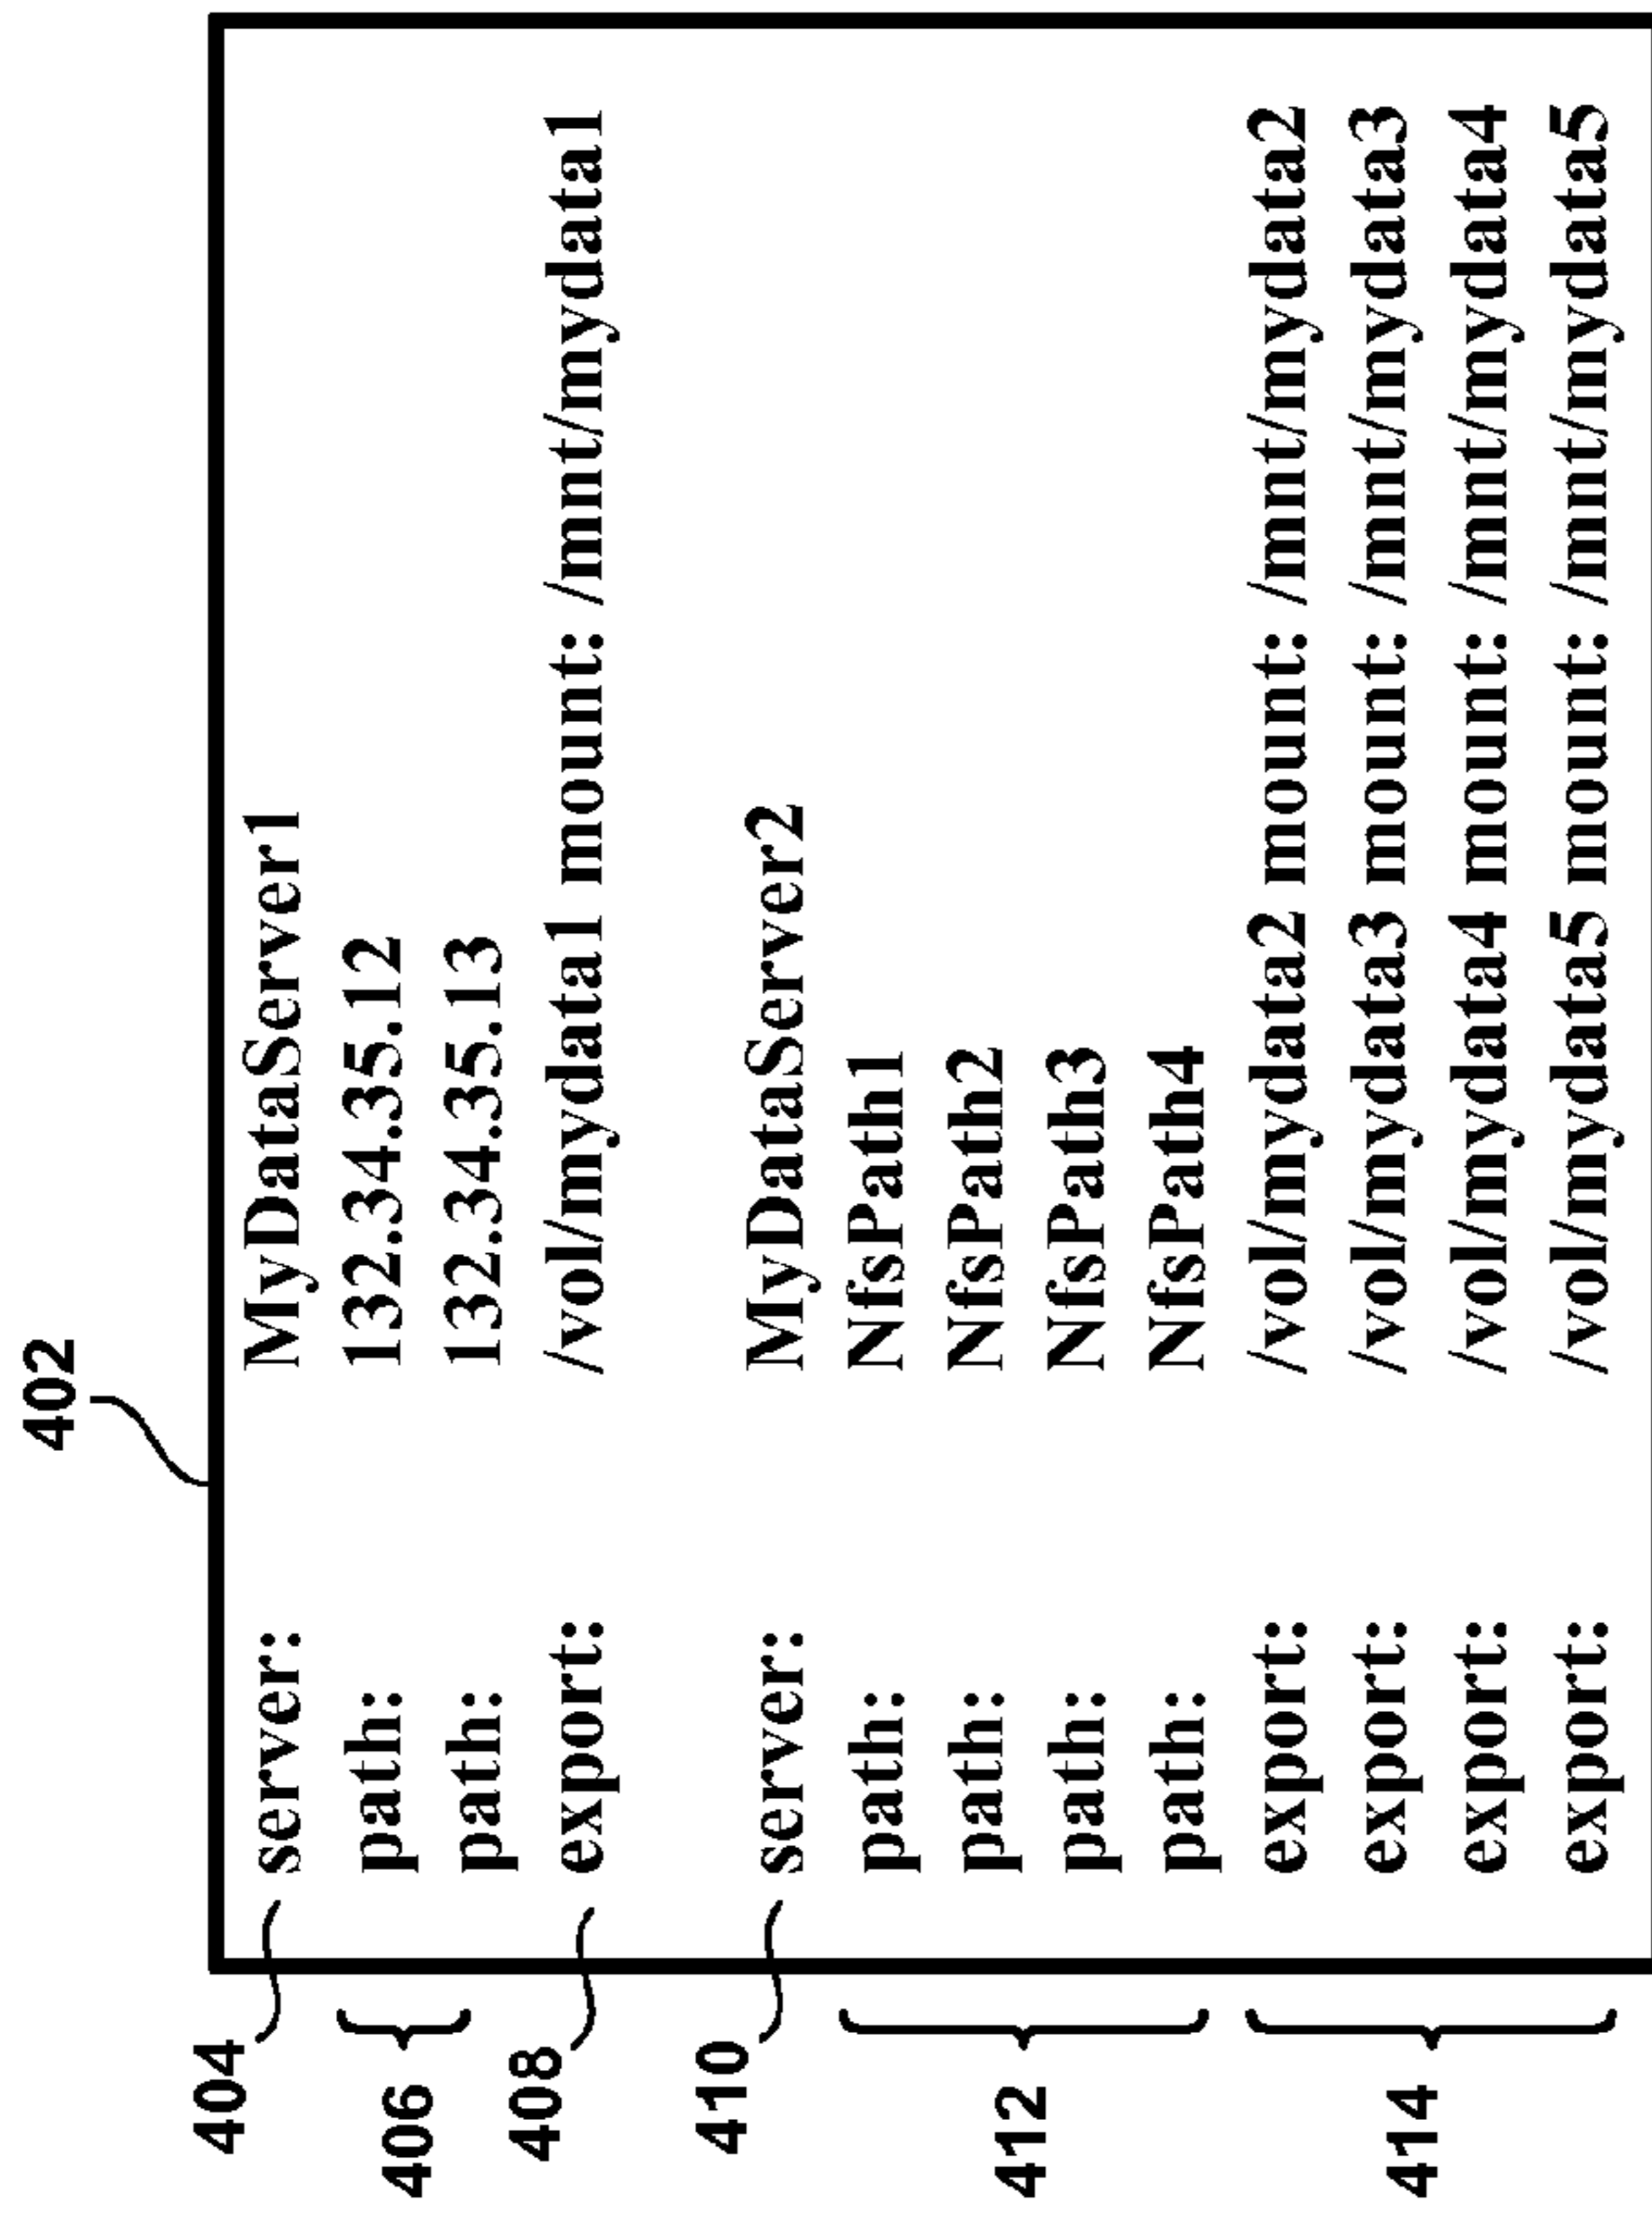 402
404 server: MyDataServer1
406 path: 132.34.35.12
path: 132.34.35.13
408 export: /vol/mydata1 mount: /mnt/mydata1
410 server: MyDataServer2
412 path: NfsPath1
path: NfsPath2
path: NfsPath3
path: NfsPath4
414 export: /vol/mydata2 mount: /mnt/mydata2
export: /vol/mydata3 mount: /mnt/mydata3
export: /vol/mydata4 mount: /mnt/mydata4
export: /vol/mydata5 mount: /mnt/mydata5